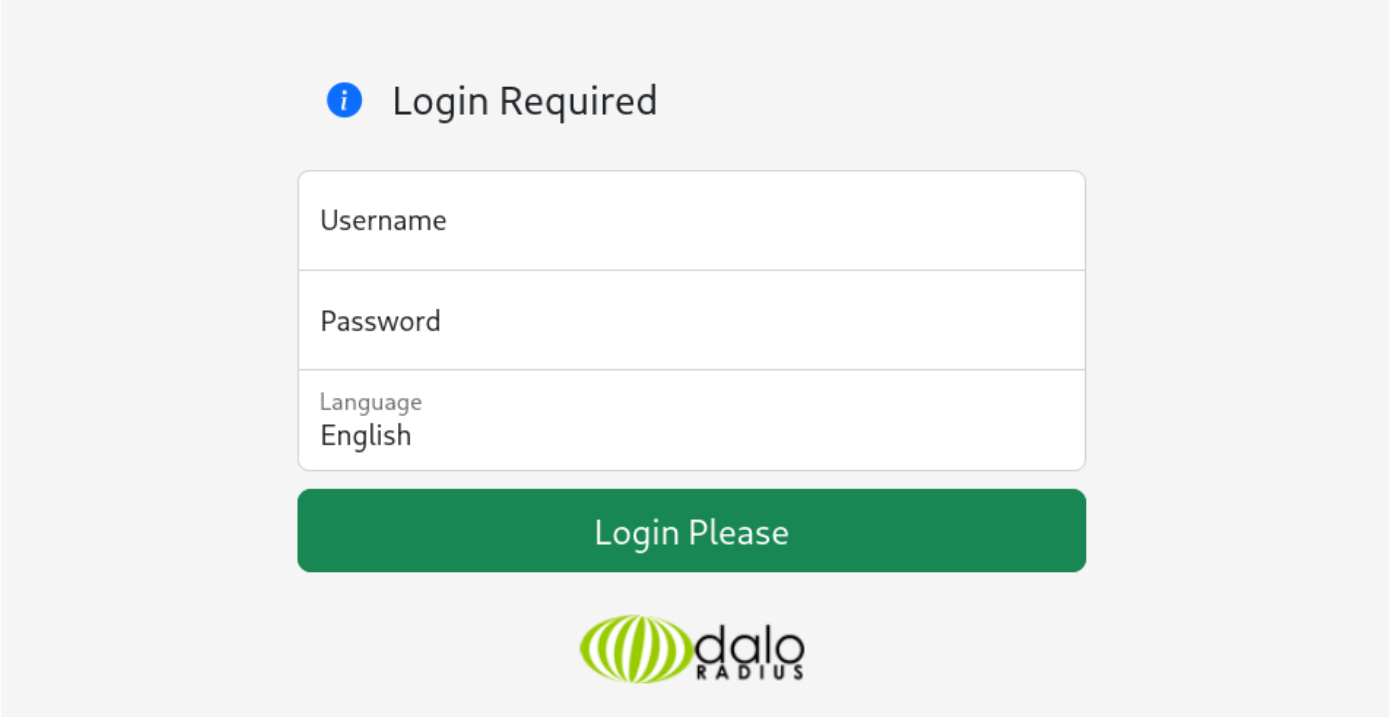 Login Required
Username
Password
Language
English
Login Please
dalo
RADIUS